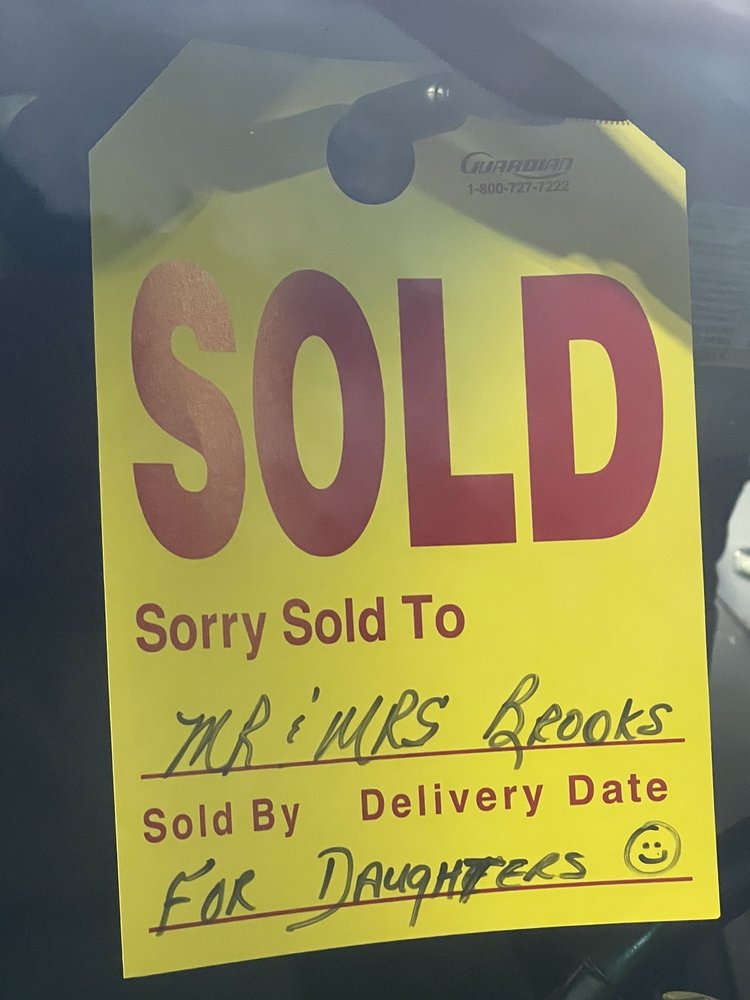 GUARDIAN
1-800-727-7222
SOLD
Sorry Sold To
MR & MRS BROOKS
Sold By Delivery Date
FOR DAUGHTERS